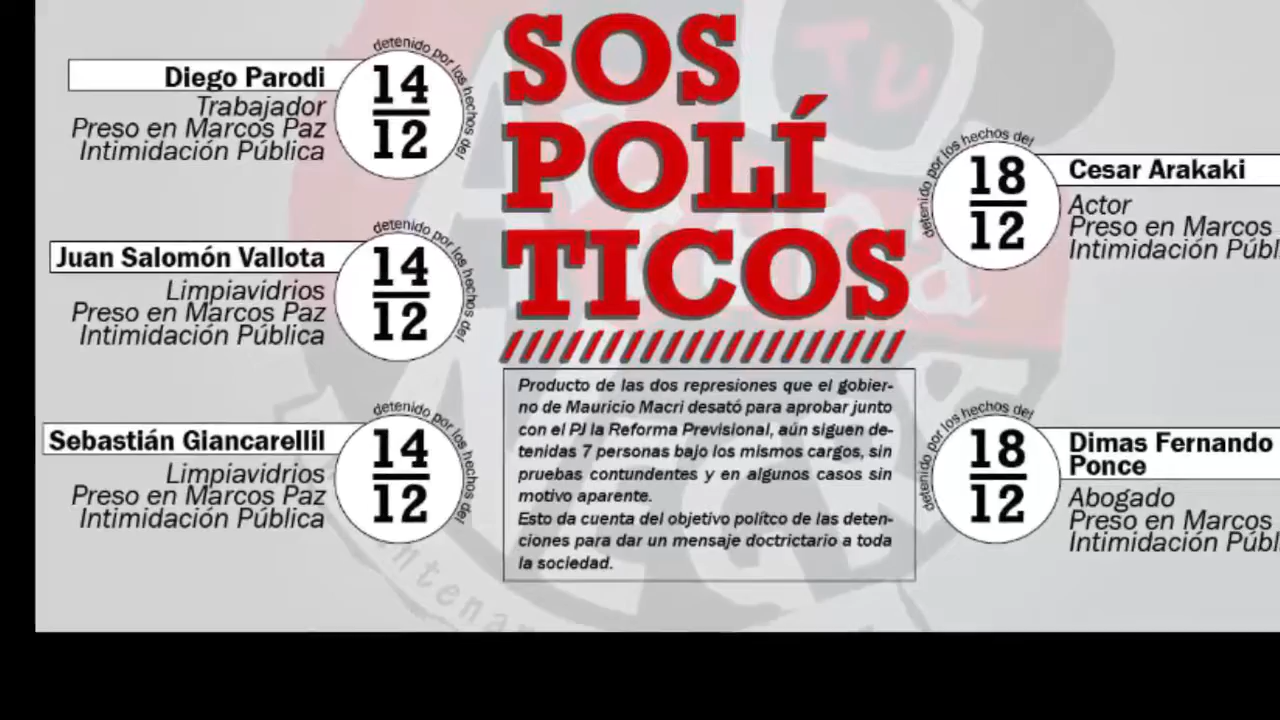 SOS
POLÍ
TICOS
detenido por los hechos del
14
12
Diego Parodi
Trabajador
Preso en Marcos Paz
Intimidación Pública
detenido por los hechos del
14
12
Juan Salomón Vallota
Limpiavidrios
Preso en Marcos Paz
Intimidación Pública
detenido por los hechos del
14
12
Sebastián Giancarellil
Limpiavidrios
Preso en Marcos Paz
Intimidación Pública
Producto de las dos represiones que el gobier-
no de Mauricio Macri desató para aprobar junto
con el PJ la Reforma Previsional, aún siguen de-
tenidas 7 personas bajo los mismos cargos, sin
pruebas contundentes y en algunos casos sin
motivo aparente.
Esto da cuenta del objetivo polítco de las deten-
ciones para dar un mensaje doctrictario a toda
la sociedad.
detenido por los hechos del
18
12
Cesar Arakaki
Actor
Preso en Marcos
Intimidación Públi
detenido por los hechos del
18
12
Dimas Fernando
Ponce
Abogado
Preso en Marcos
Intimidación Públi
TU